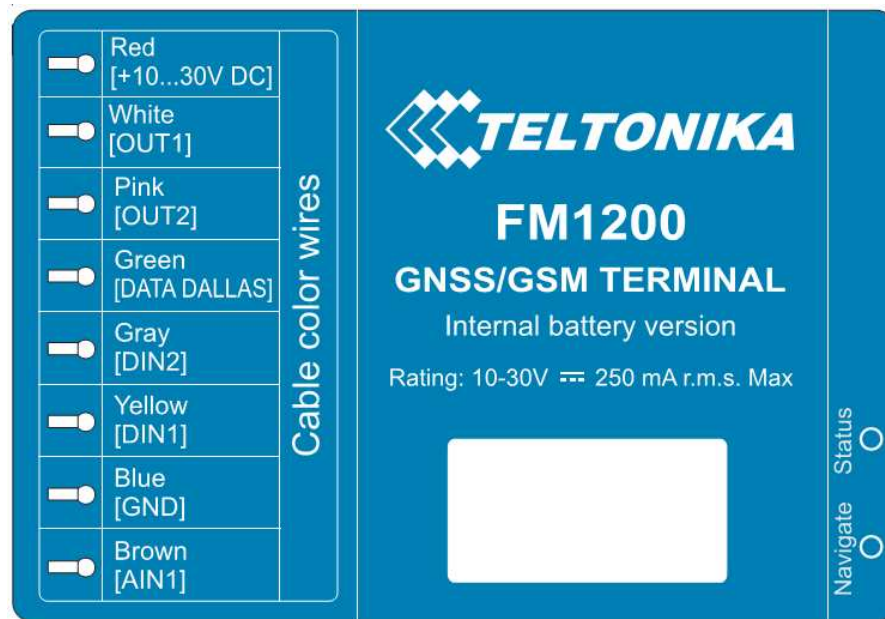 Red
[+10...30V DC]
White
[OUT1]
Pink
[OUT2]
Green
[DATA DALLAS]
Gray
[DIN2]
Yellow
[DIN1]
Blue
[GND]
Brown
[AIN1]
Cable color wires
TELTONIKA
FM1200
GNSS/GSM TERMINAL
Internal battery version
Rating: 10-30V ⎓ 250 mA r.m.s. Max
Status
Navigate